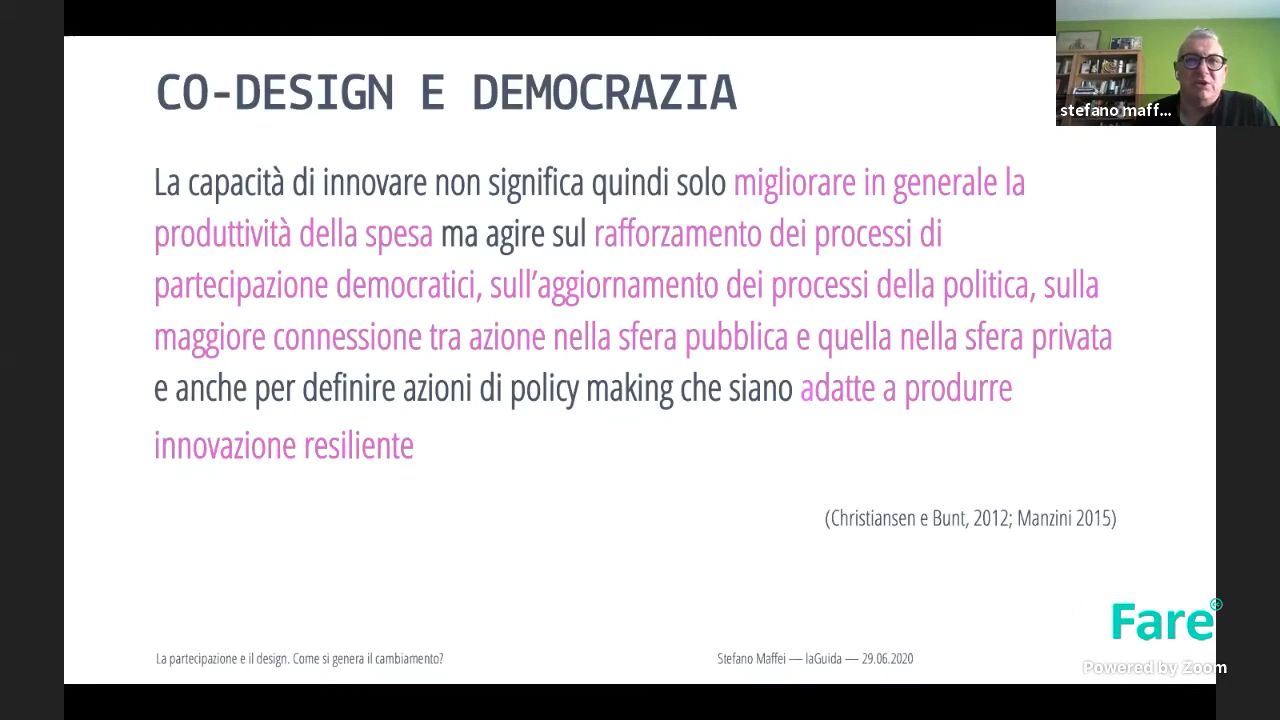 CO-DESIGN E DEMOCRAZIA
stefano maff...
La capacità di innovare non significa quindi solo migliorare in generale la
produttività della spesa ma agire sul rafforzamento dei processi di
partecipazione democratici, sull’aggiornamento dei processi della politica, sulla
maggiore connessione tra azione nella sfera pubblica e quella nella sfera privata
e anche per definire azioni di policy making che siano adatte a produrre
innovazione resiliente
(Christiansen e Bunt, 2012; Manzini 2015)
Fare
La partecipazione e il design. Come si genera il cambiamento?
Stefano Maffei — laGuida — 29.06.2020
Powered by Zoom